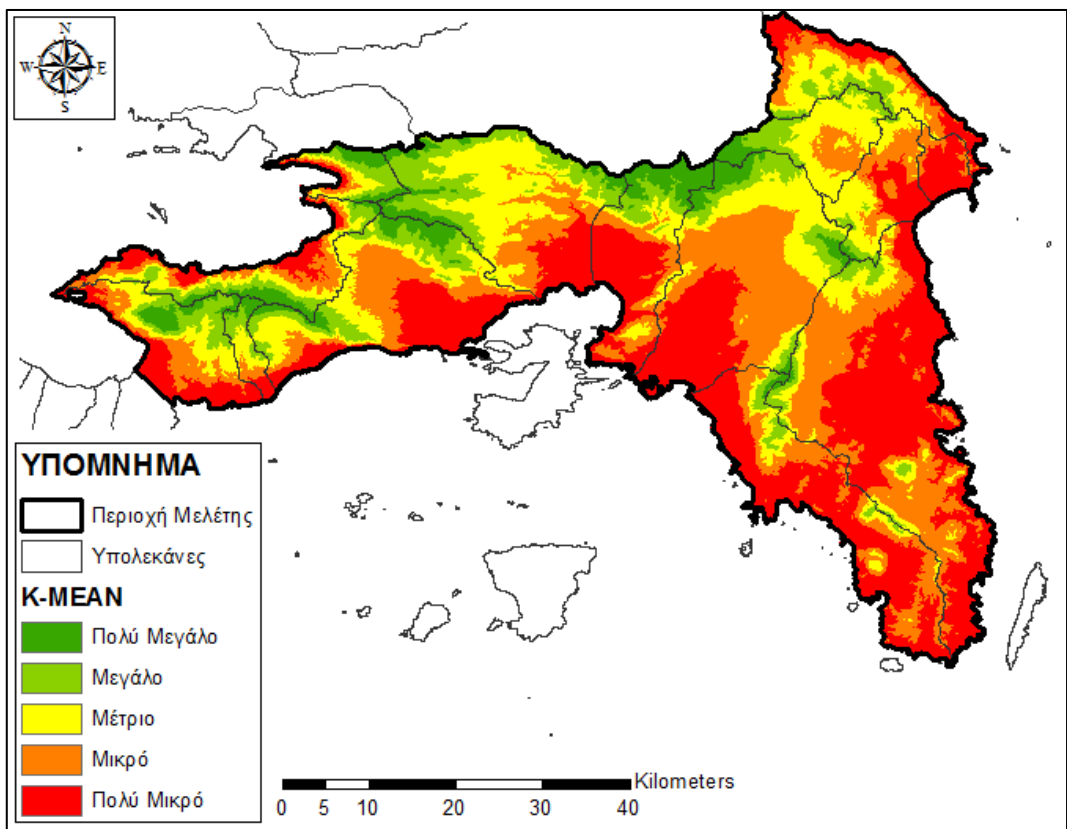 N
W E
S
ΥΠΟΜΝΗΜΑ
Περιοχή Μελέτης
Υπολεκάνες
K-MEAN
Πολύ Μεγάλο
Μεγάλο
Μέτριο
Μικρό
Πολύ Μικρό
Kilometers
0 5 10 20 30 40